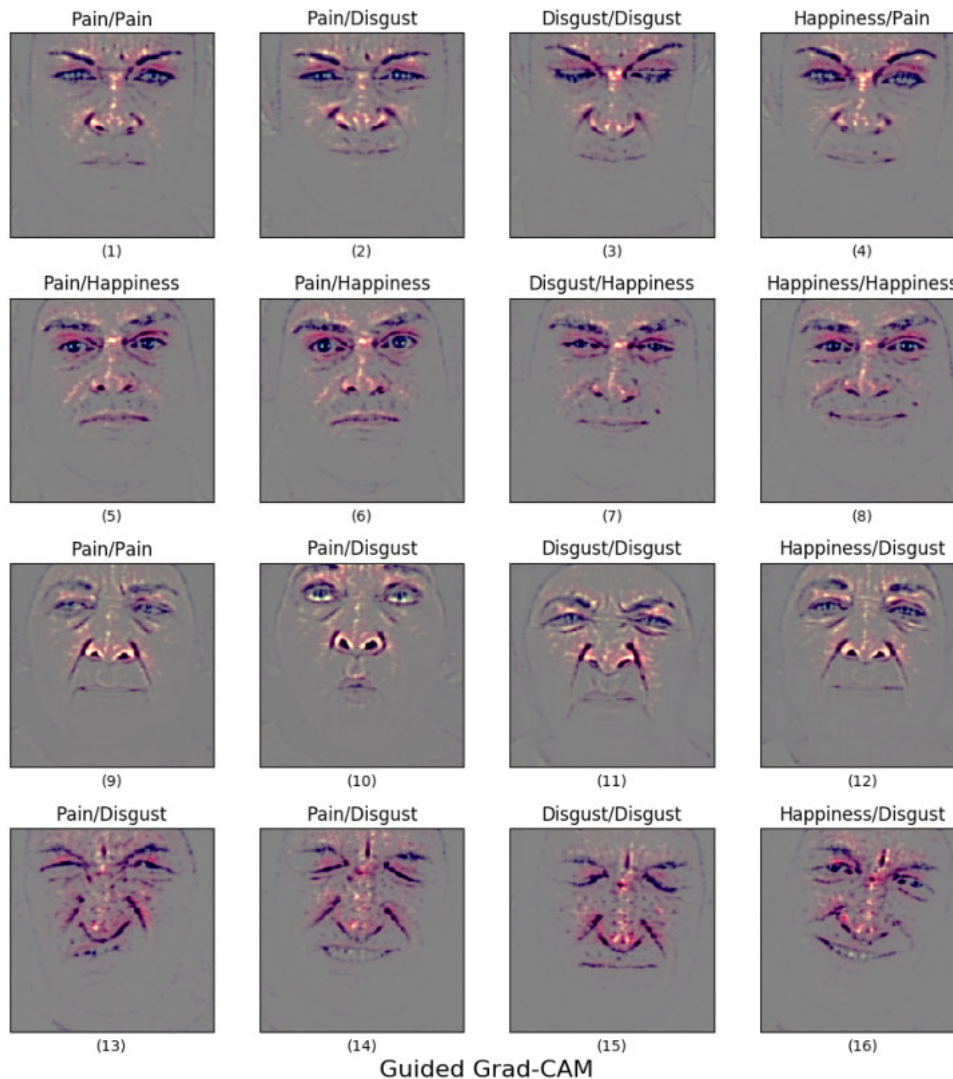 Pain/Pain Pain/Disgust Disgust/Disgust Happiness/Pain
(1) (2) (3) (4)
Pain/Happiness Pain/Happiness Disgust/Happiness Happiness/Happiness
(5) (6) (7) (8)
Pain/Pain Pain/Disgust Disgust/Disgust Happiness/Disgust
(9) (10) (11) (12)
Pain/Disgust Pain/Disgust Disgust/Disgust Happiness/Disgust
(13) (14) (15) (16)
Guided Grad-CAM